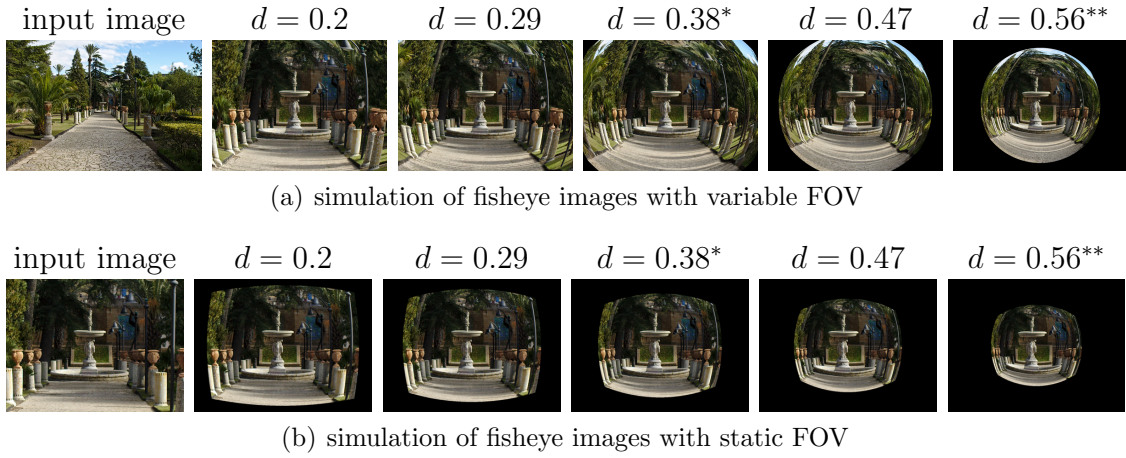 input image d = 0.2 d = 0.29 d = 0.38* d = 0.47 d = 0.56**
(a) simulation of fisheye images with variable FOV
input image d = 0.2 d = 0.29 d = 0.38* d = 0.47 d = 0.56**
(b) simulation of fisheye images with static FOV